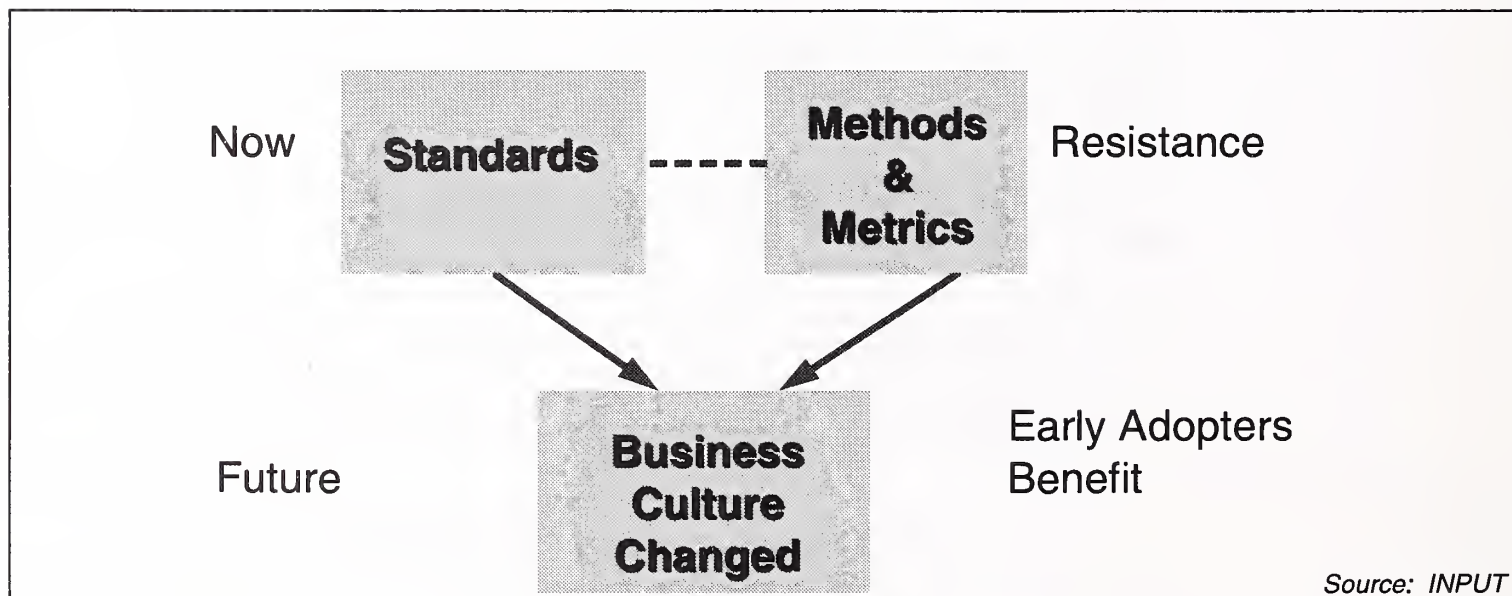 Now
Standards
Methods
&
Metrics
Resistance
Future
Business
Culture
Changed
Early Adopters
Benefit
Source: INPUT